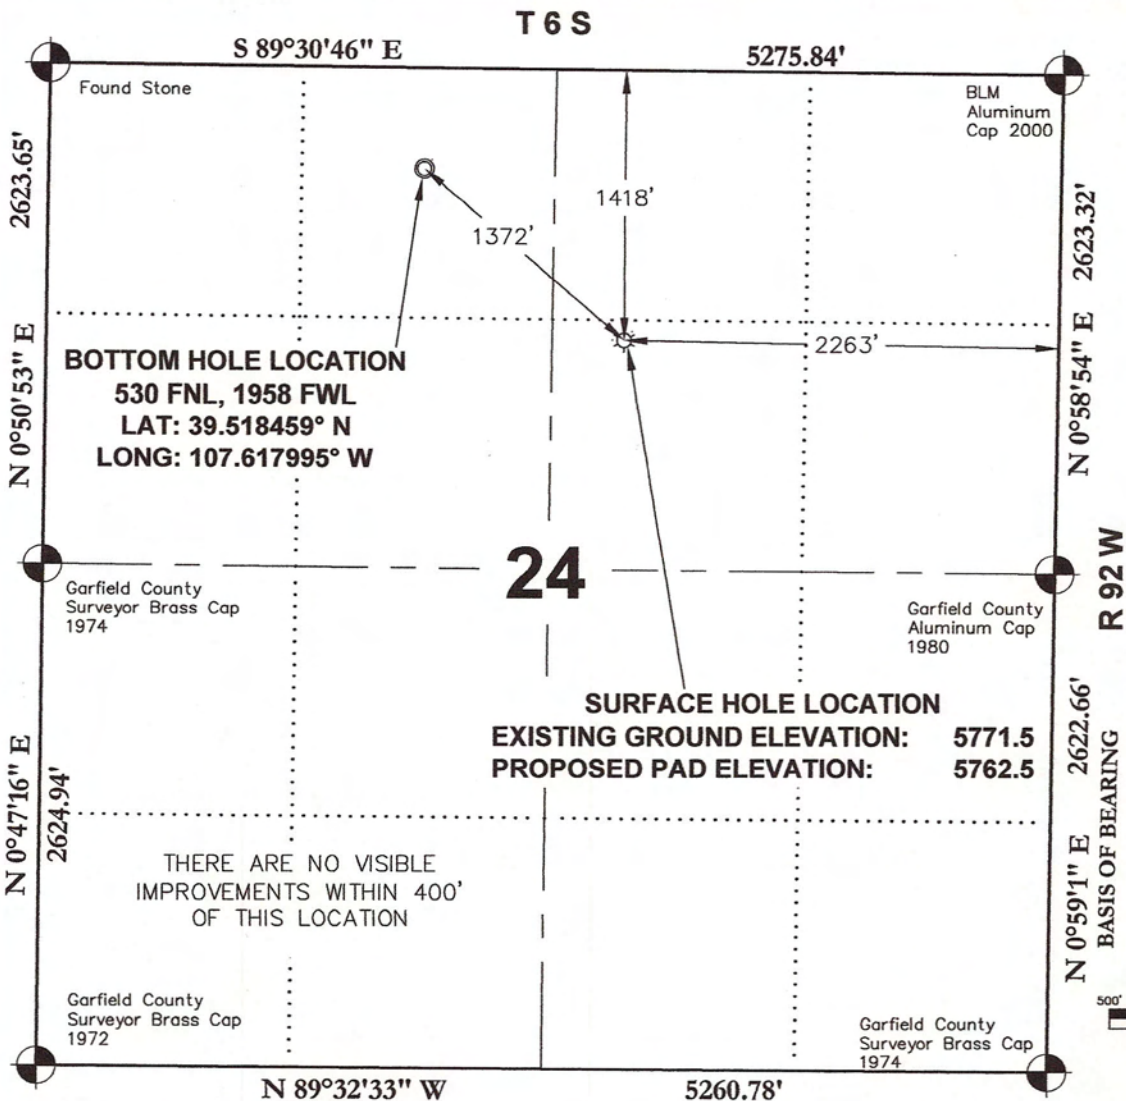 T 6 S
S 89°30'46" E
5275.84'
Found Stone
BLM
Aluminum
Cap 2000
2623.65'
N 0°50'53" E
1418'
1372'
2623.32'
N 0°58'54" E
2263'
BOTTOM HOLE LOCATION
530 FNL, 1958 FWL
LAT: 39.518459° N
LONG: 107.617995° W
24
R 92 W
Garfield County
Surveyor Brass Cap
1974
Garfield County
Aluminum Cap
1980
SURFACE HOLE LOCATION
EXISTING GROUND ELEVATION: 5771.5
PROPOSED PAD ELEVATION: 5762.5
2622.66'
N 0°59'1" E
BASIS OF BEARING
N 0°47'16" E
2624.94'
THERE ARE NO VISIBLE
IMPROVEMENTS WITHIN 400'
OF THIS LOCATION
500'
Garfield County
Surveyor Brass Cap
1972
Garfield County
Surveyor Brass Cap
1974
N 89°32'33" W
5260.78'